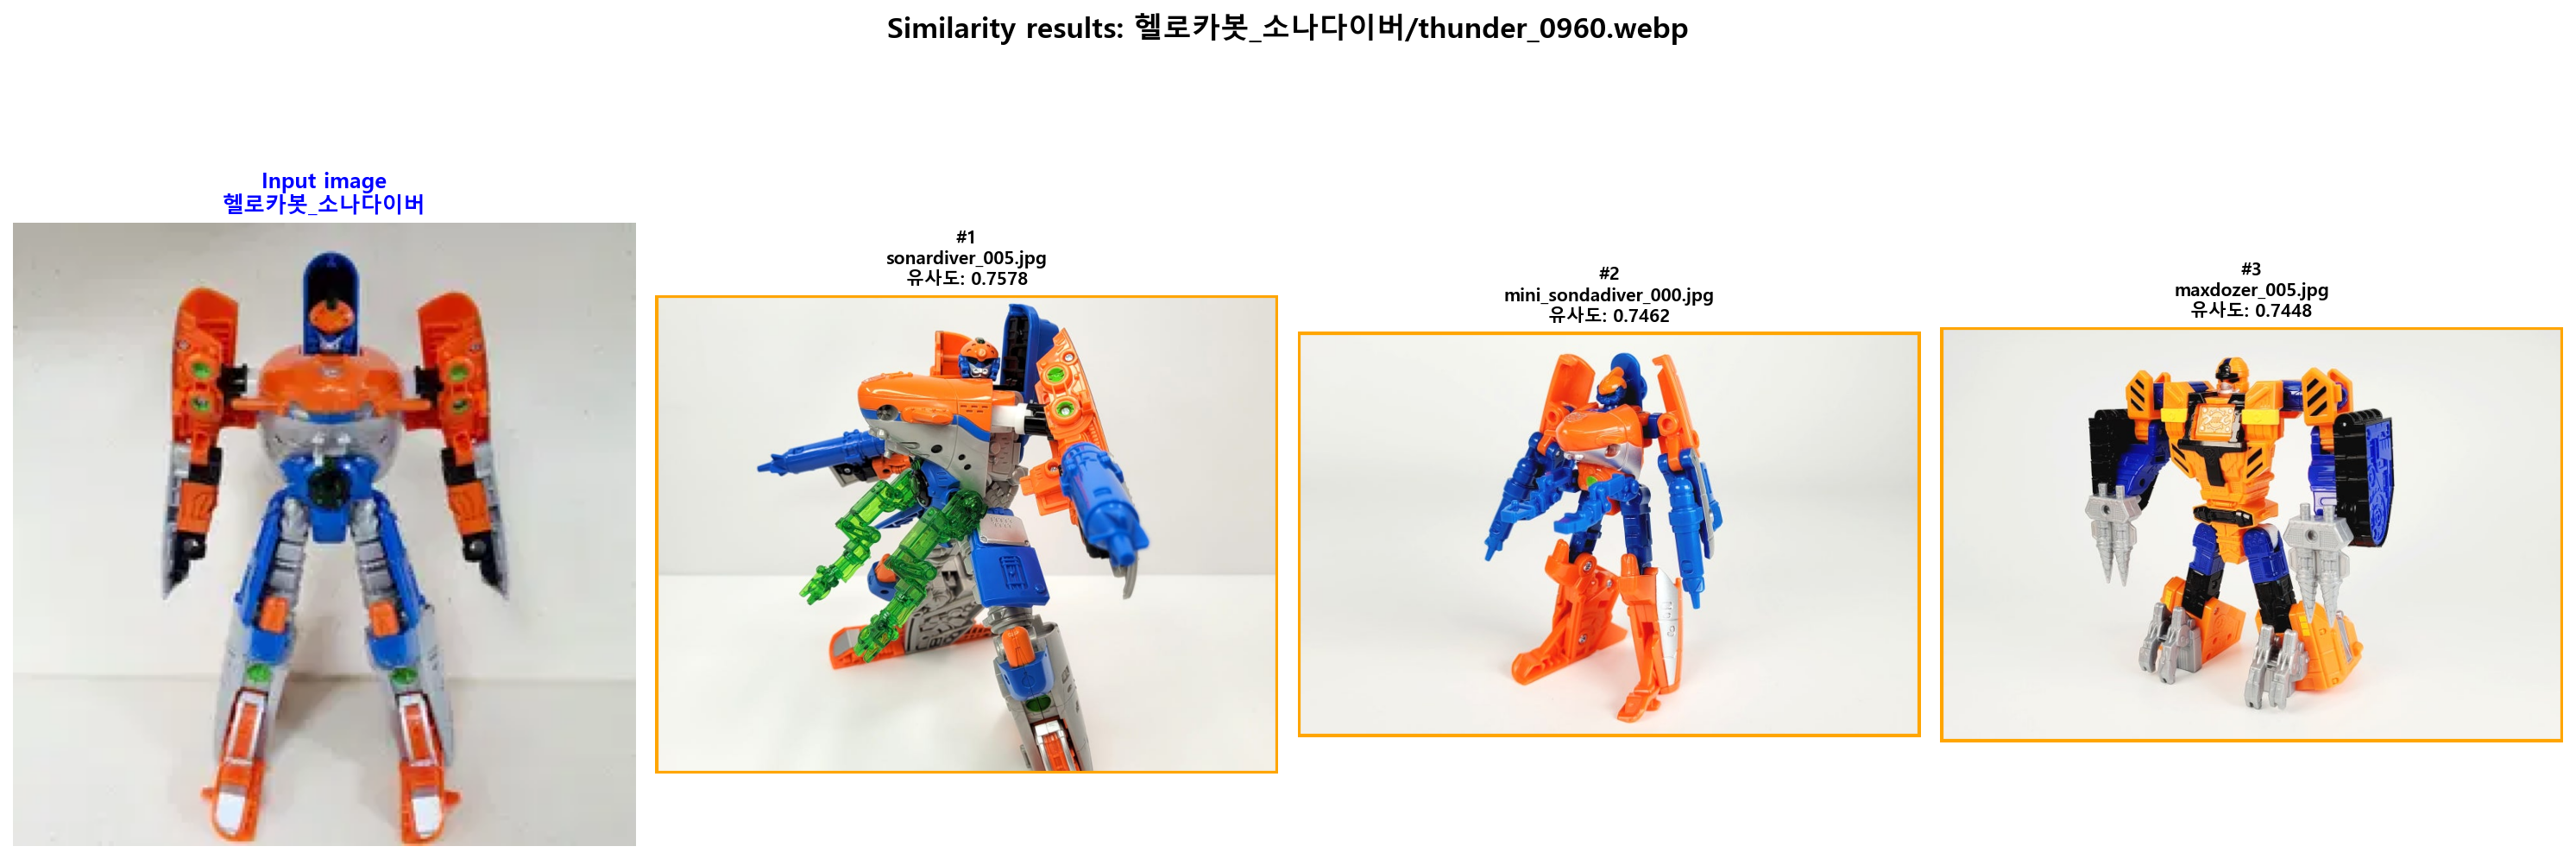 Similarity results: 헬로카봇_소나다이버/thunder_0960.webp
Input image
헬로카봇_소나다이버
#1
sonardiver_005.jpg
유사도: 0.7578
#2
mini_sondadiver_000.jpg
유사도: 0.7462
#3
maxdozer_005.jpg
유사도: 0.7448